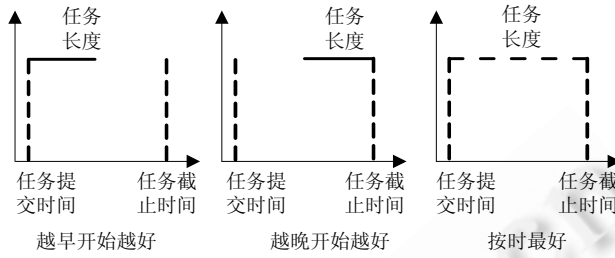 任务
长度
任务提
交时间
任务截
止时间
越早开始越好
任务
长度
任务提
交时间
任务截
止时间
越晚开始越好
任务
长度
任务提
交时间
任务截
止时间
按时最好